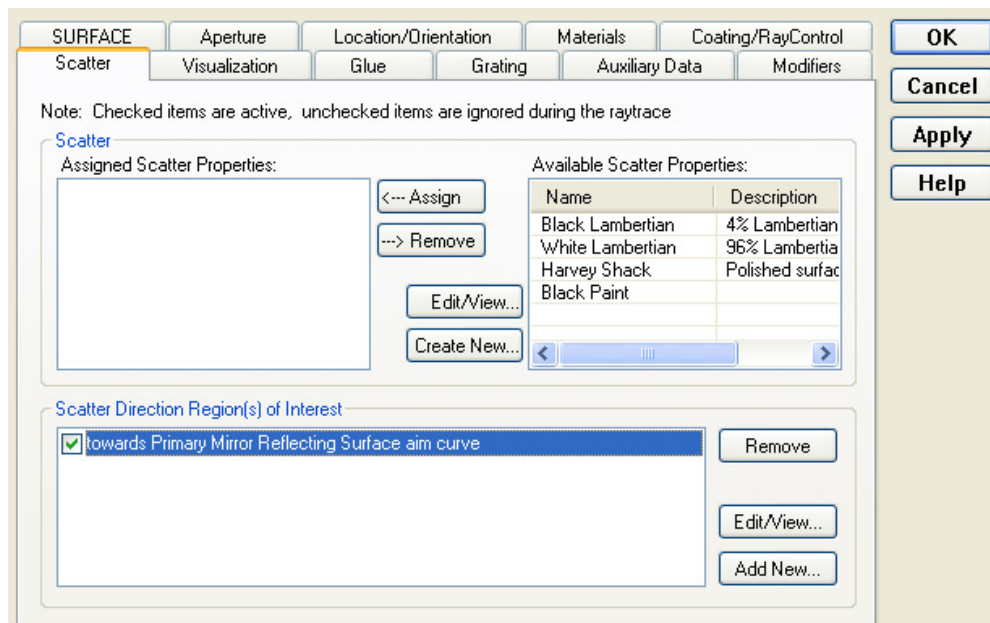 SURFACE Aperture Location/Orientation Materials Coating/RayControl OK
Scatter Visualization Glue Grating Auxiliary Data Modifiers
Cancel
Note: Checked items are active, unchecked items are ignored during the raytrace
Apply
Scatter
Assigned Scatter Properties: Available Scatter Properties:
Help
<--- Assign Name Description
Black Lambertian 4% Lambertian
---> Remove White Lambertian 96% Lambertia
Harvey Shack Polished surfac
Edit/View... Black Paint
Create New...
Scatter Direction Region(s) of Interest
towards Primary Mirror Reflecting Surface aim curve Remove
Edit/View...
Add New...